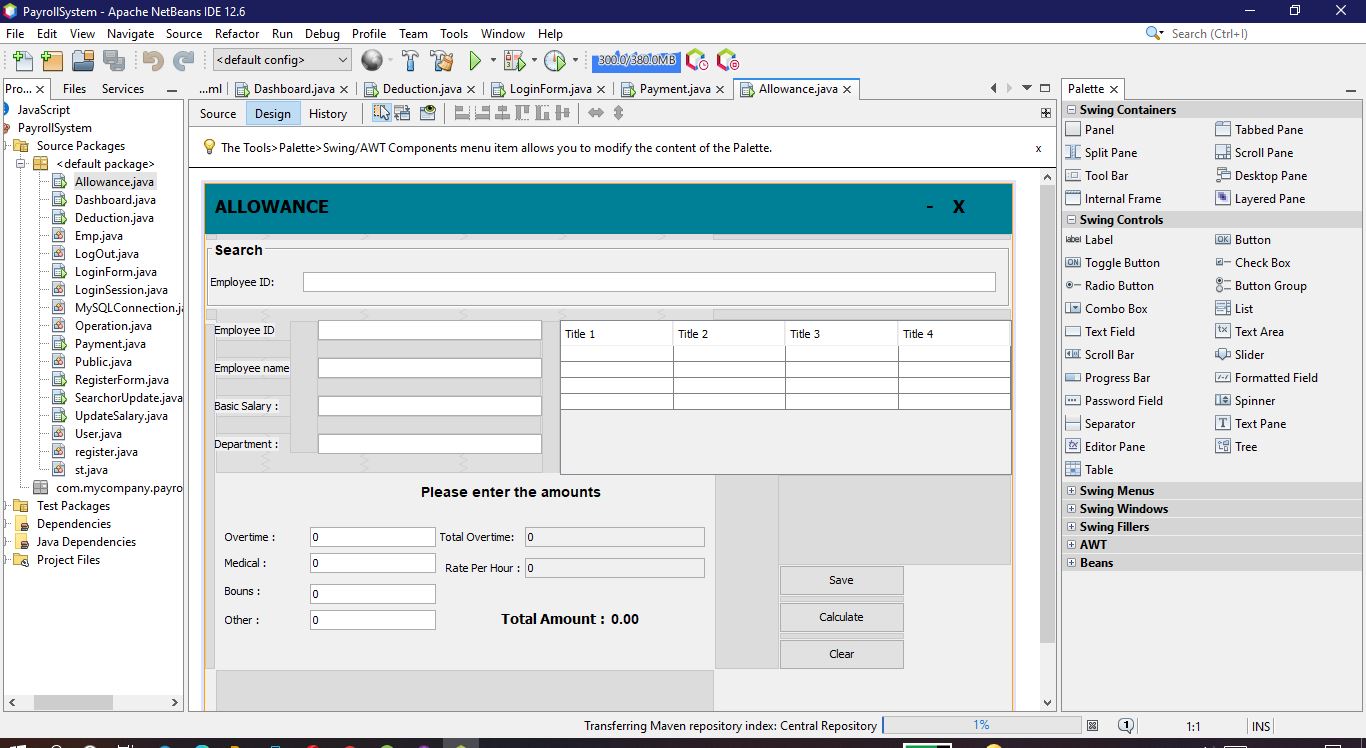 PayrollSystem - Apache NetBeans IDE 12.6
File Edit View Navigate Source Refactor Run Debug Profile Team Tools Window Help
Search (Ctrl+I)
<default config>
300.0/380.0MB
Pro... Files Services
...ml Dashboard.java Deduction.java LoginForm.java Payment.java Allowance.java
Palette
Source Design History
The Tools>Palette>Swing/AWT Components menu item allows you to modify the content of the Palette.
x
JavaScript
PayrollSystem
Source Packages
<default package>
Allowance.java
Dashboard.java
Deduction.java
Emp.java
LogOut.java
LoginForm.java
LoginSession.java
MySQLConnection.ja
Operation.java
Payment.java
Public.java
RegisterForm.java
SearchorUpdate.java
UpdateSalary.java
User.java
register.java
st.java
com.mycompany.payro
Test Packages
Dependencies
Java Dependencies
Project Files
ALLOWANCE
- X
Search
Employee ID:
Employee ID
Employee name
Basic Salary :
Department :
Title 1 Title 2 Title 3 Title 4
Please enter the amounts
Overtime : 0 Total Overtime: 0
Medical : 0 Rate Per Hour : 0
Bouns : 0
Other : 0 Total Amount : 0.00
Save
Calculate
Clear
Swing Containers
Panel Tabbed Pane
Split Pane Scroll Pane
Tool Bar Desktop Pane
Internal Frame Layered Pane
Swing Controls
label Label OK Button
ON Toggle Button Check Box
Radio Button Button Group
Combo Box List
Text Field Text Area
Scroll Bar Slider
Progress Bar Formatted Field
Password Field Spinner
Separator Text Pane
Editor Pane Tree
Table
Swing Menus
Swing Windows
Swing Fillers
AWT
Beans
Transferring Maven repository index: Central Repository 1% 1 1:1 INS